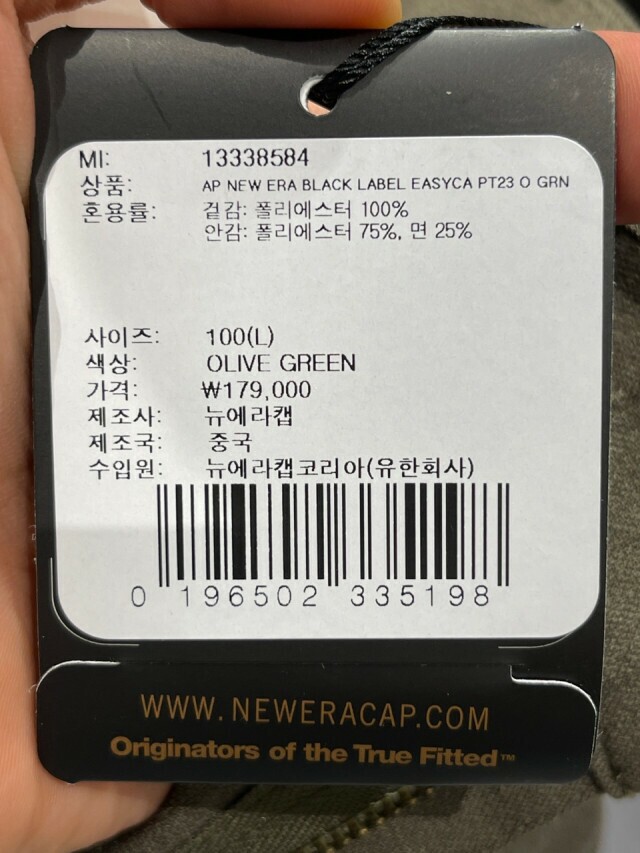 MI: 13338584
상품: AP NEW ERA BLACK LABEL EASYCA PT23 O GRN
혼용률: 겉감: 폴리에스터 100%
안감: 폴리에스터 75%, 면 25%
사이즈: 100(L)
색상: OLIVE GREEN
가격: ₩179,000
제조사: 뉴에라캡
제조국: 중국
수입원: 뉴에라캡코리아(유한회사)
0 196502 335198
WWW.NEWERACAP.COM
Originators of the True Fitted™